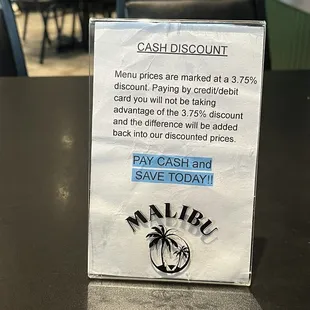 CASH DISCOUNT
Menu prices are marked at a 3.75%
discount. Paying by credit/debit
card you will not be taking
advantage of the 3.75% discount
and the difference will be added
back into our discounted prices.
PAY CASH and
SAVE TODAY!!
MALIBU